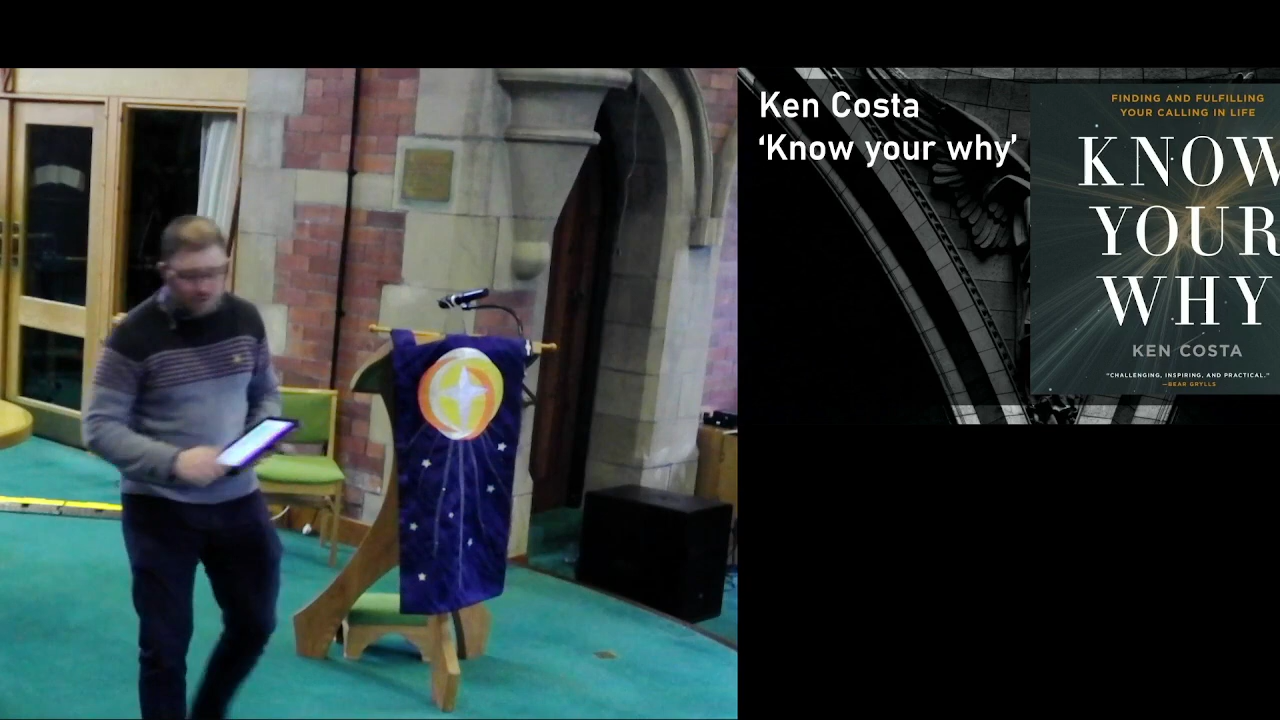 Ken Costa
‘Know your why’
FINDING AND FULFILLING
YOUR CALLING IN LIFE
KNOW
YOUR
WHY
KEN COSTA
“CHALLENGING, INSPIRING, AND PRACTICAL.”
—BEAR GRYLLS